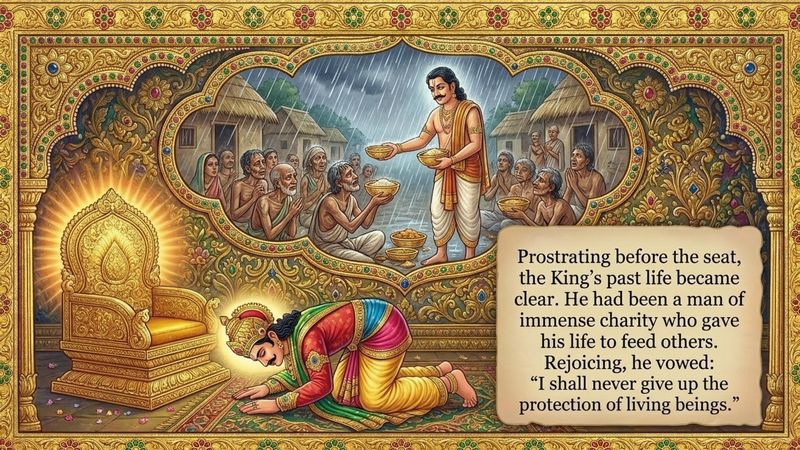 Prostrating before the seat,
the King’s past life became
clear. He had been a man of
immense charity who gave
his life to feed others.
Rejoicing, he vowed:
“I shall never give up the
protection of living beings.”